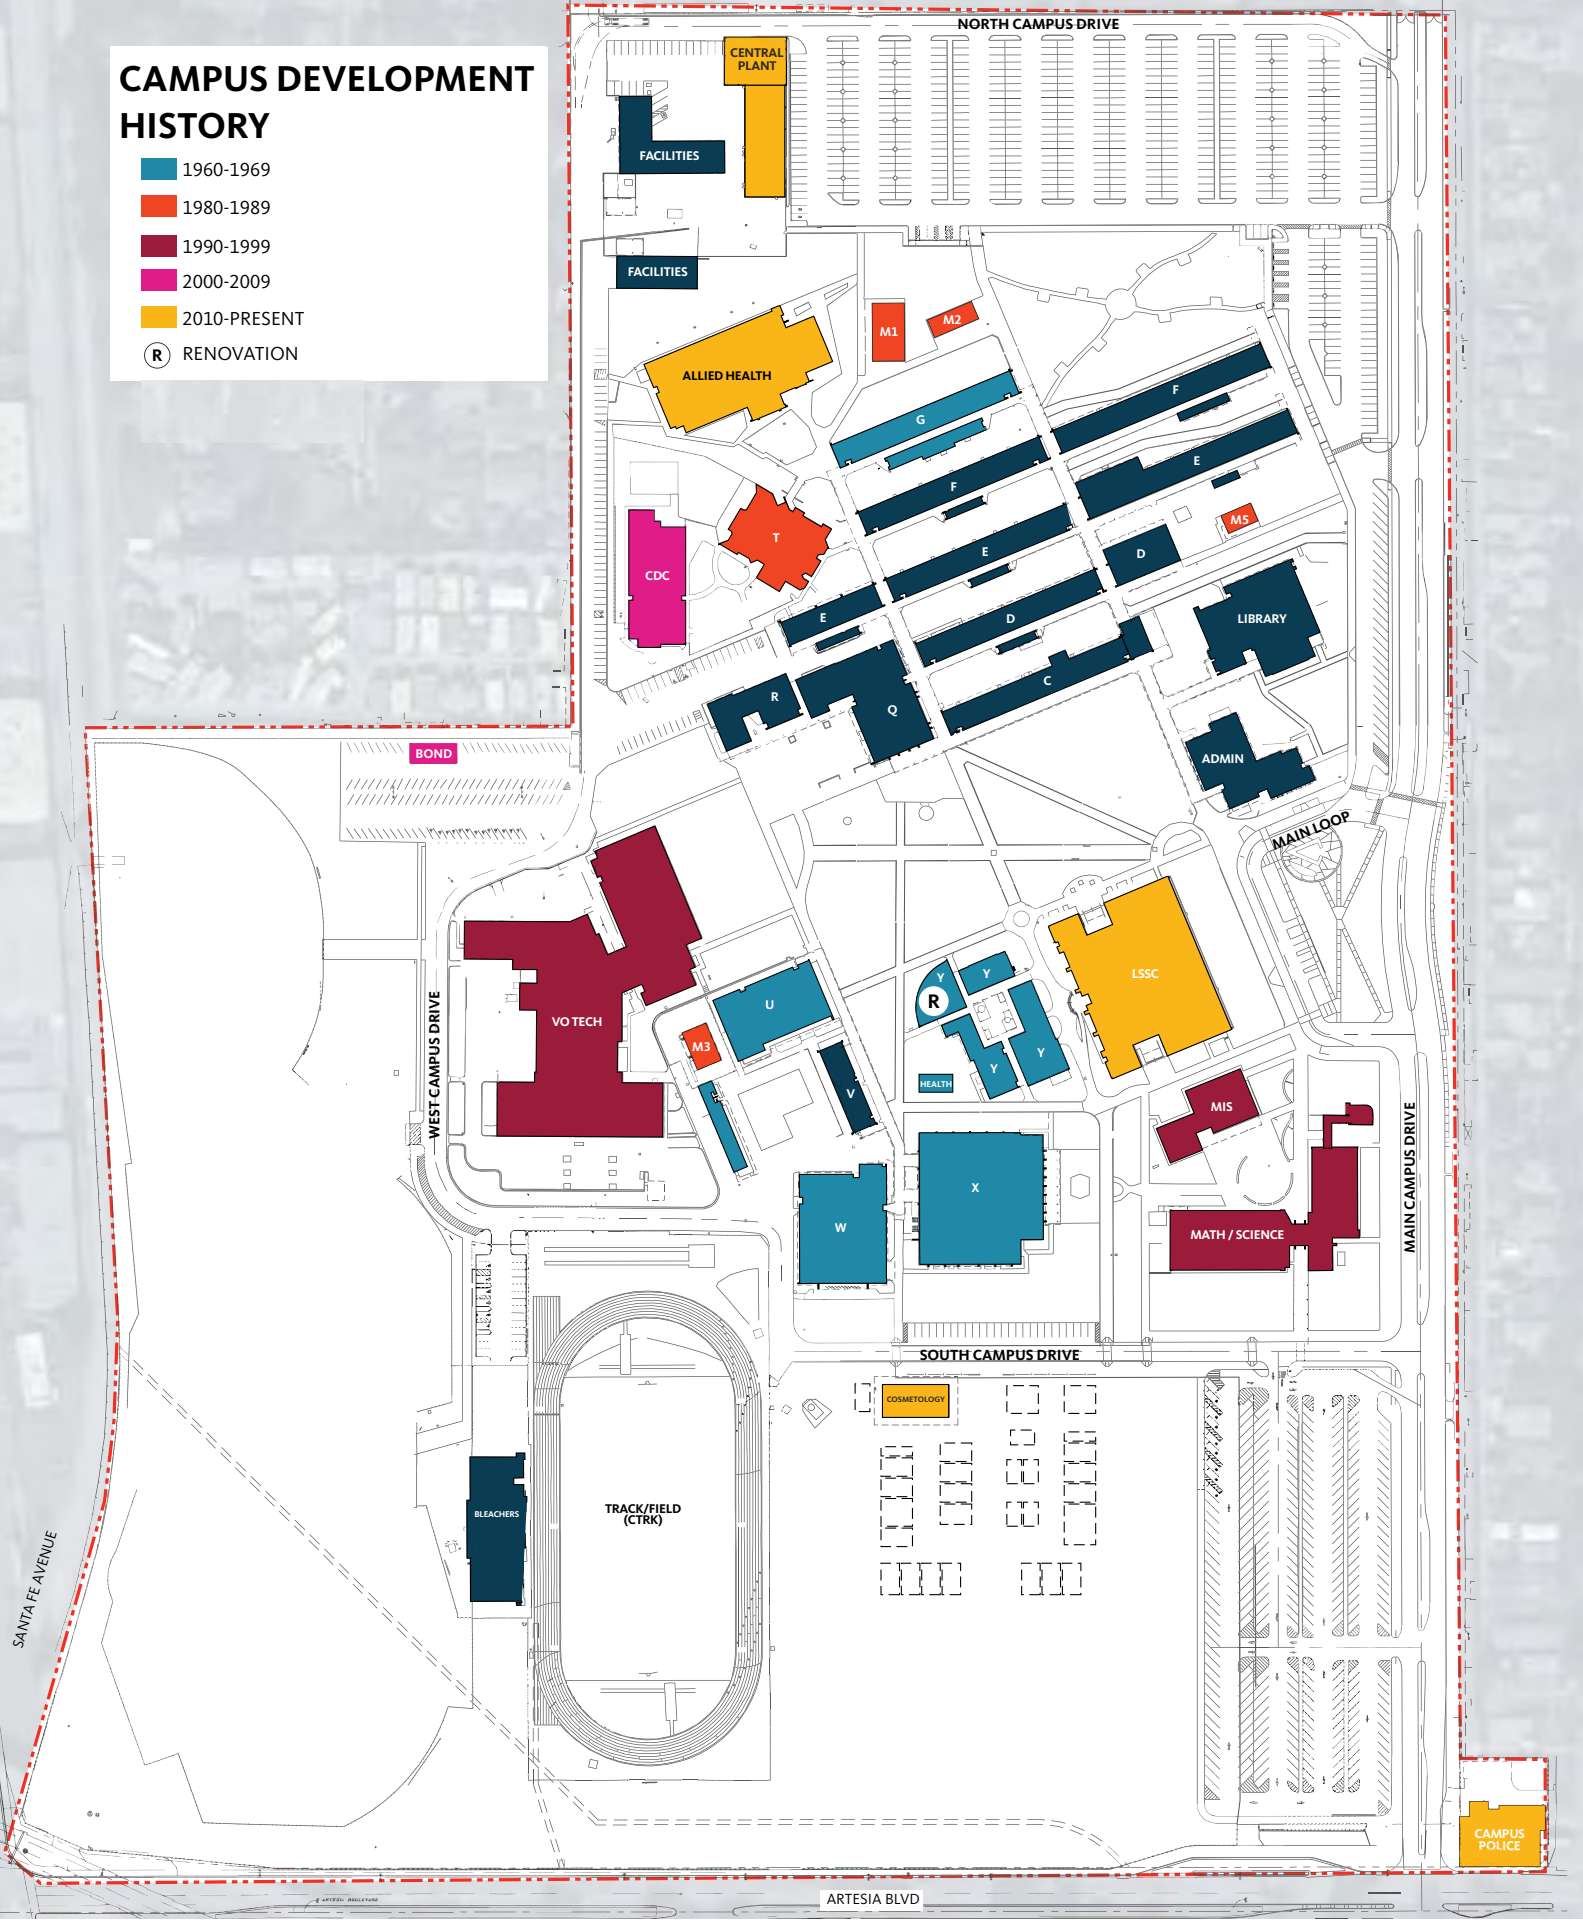 NORTH CAMPUS DRIVE
CAMPUS DEVELOPMENT
HISTORY
1960-1969
1980-1989
1990-1999
2000-2009
2010-PRESENT
R RENOVATION
CENTRAL
PLANT
FACILITIES
FACILITIES
M1
M2
ALLIED HEALTH
G
F
F
E
M5
T
E
D
CDC
E
D
LIBRARY
C
R
Q
ADMIN
BOND
MAIN LOOP
LSSC
Y
Y
R
U
VO TECH
M3
Y
Y
HEALTH
V
WEST CAMPUS DRIVE
MIS
MAIN CAMPUS DRIVE
X
W
MATH / SCIENCE
SOUTH CAMPUS DRIVE
COSMETOLOGY
TRACK/FIELD
(CTRK)
BLEACHERS
SANTA FE AVENUE
CAMPUS
POLICE
ARTESIA BLVD
ARTESIA BOULEVARD